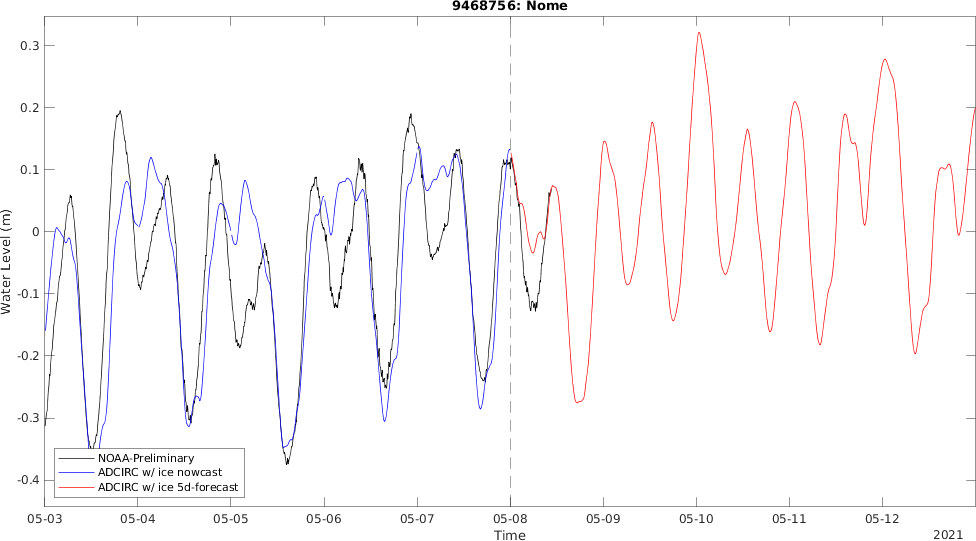 9468756: Nome
Water Level (m)
0.3
0.2
0.1
0
-0.1
-0.2
-0.3
-0.4
NOAA-Preliminary
ADCIRC w/ ice nowcast
ADCIRC w/ ice 5d-forecast
05-03 05-04 05-05 05-06 05-07 05-08 05-09 05-10 05-11 05-12
Time
2021